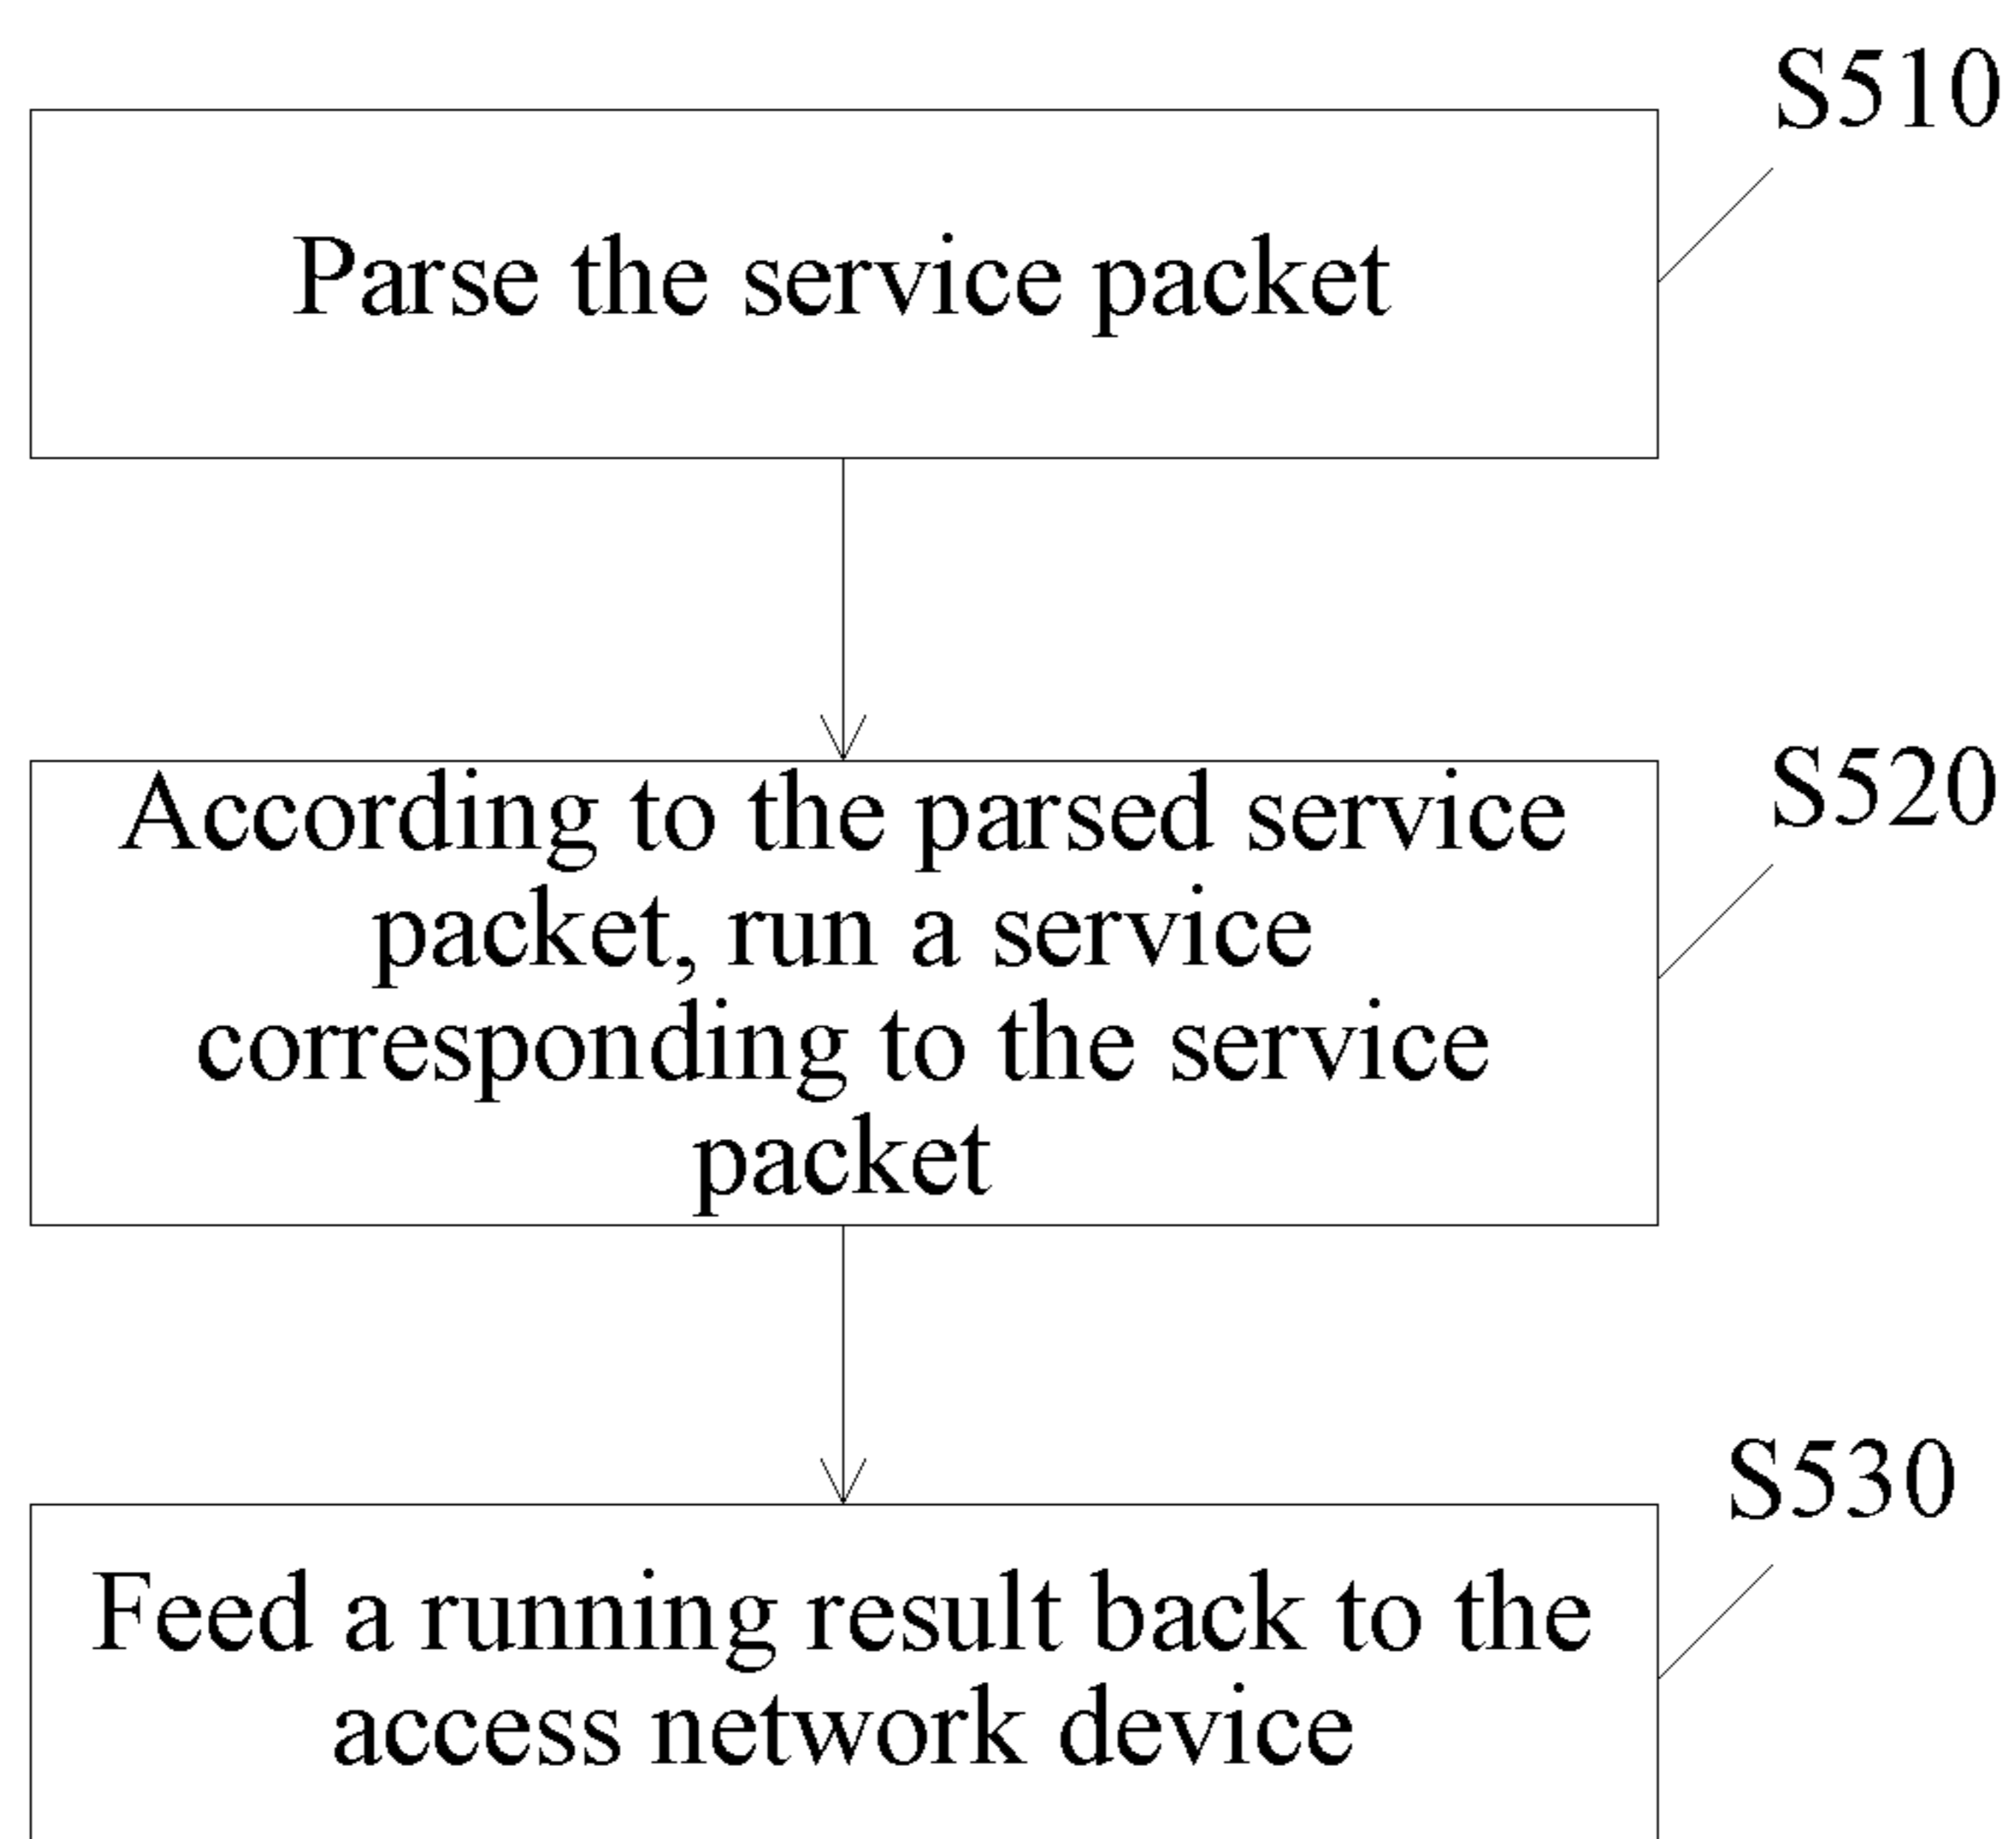 S510
Parse the service packet
S520
According to the parsed service
packet, run a service
corresponding to the service
packet
S530
Feed a running result back to the
access network device